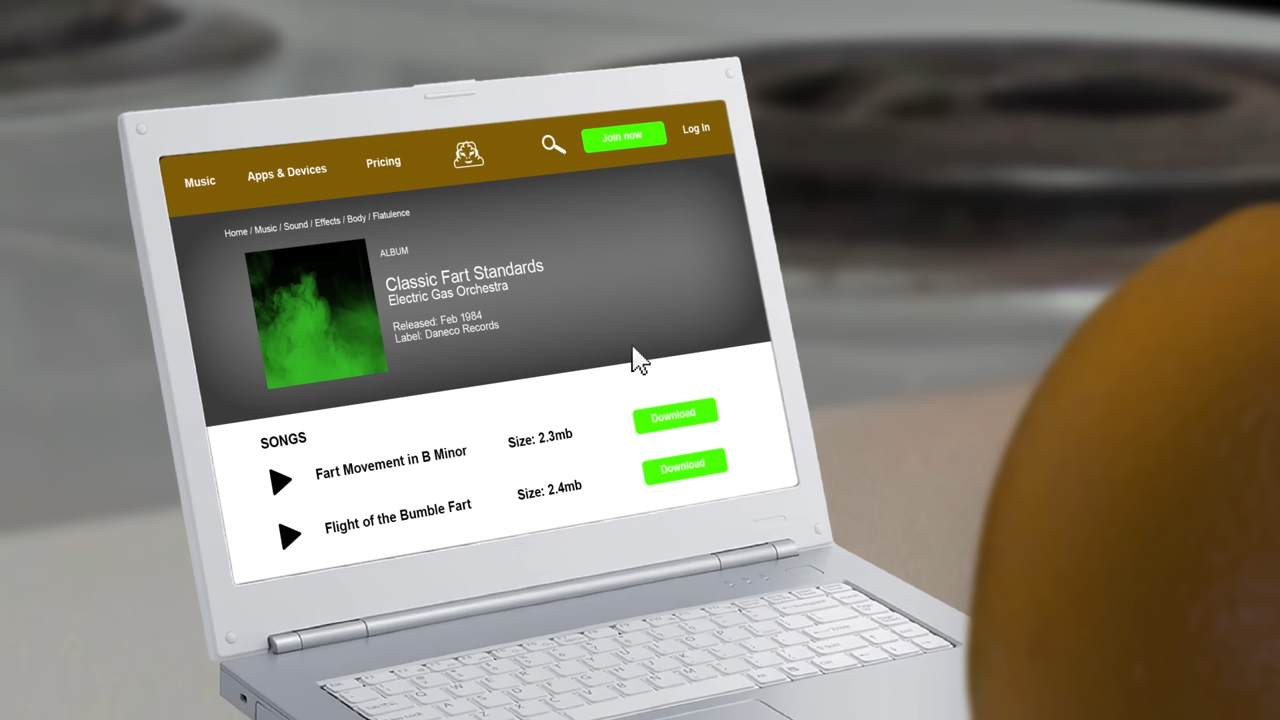 Music Apps & Devices Pricing Join now Log In
Home / Music / Sound / Effects / Body / Flatulence
ALBUM
Classic Fart Standards
Electric Gas Orchestra
Released: Feb 1984
Label: Daneco Records
SONGS
Fart Movement in B Minor Size: 2.3mb Download
Flight of the Bumble Fart Size: 2.4mb Download